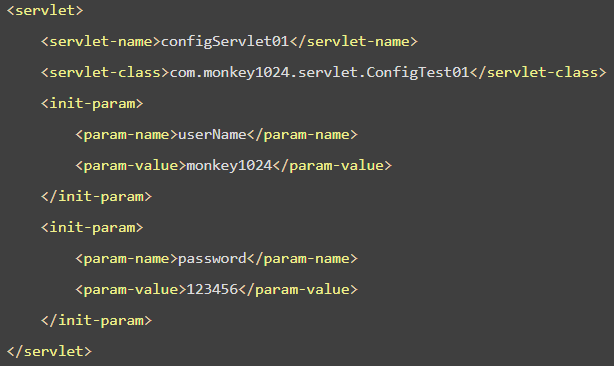 <servlet>
<servlet-name>configServlet01</servlet-name>
<servlet-class>com.monkey1024.servlet.ConfigTest01</servlet-class>
<init-param>
<param-name>userName</param-name>
<param-value>monkey1024</param-value>
</init-param>
<init-param>
<param-name>password</param-name>
<param-value>123456</param-value>
</init-param>
</servlet>